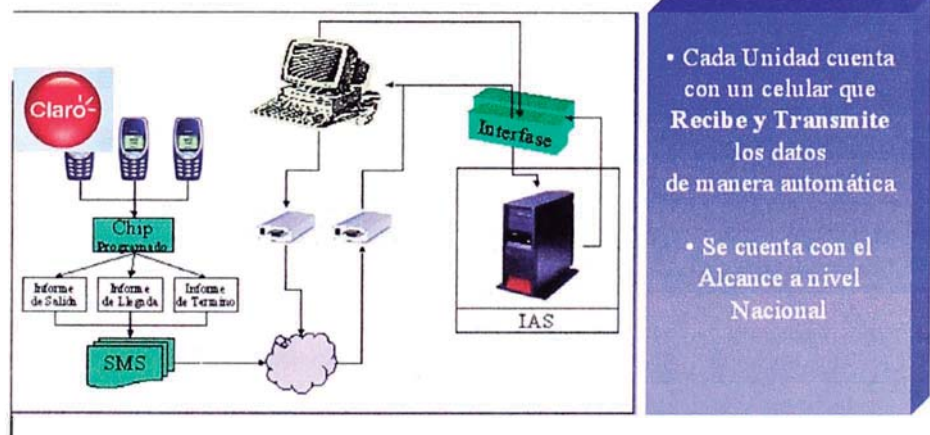 Claro
Chip
Programado
Informe
de Salida
Informe
de Llegada
Informe
de Termino
SMS
Interfase
IAS
• Cada Unidad cuenta
con un celular que
Recibe y Transmite
los datos
de manera automática
• Se cuenta con el
Alcance a nivel
Nacional